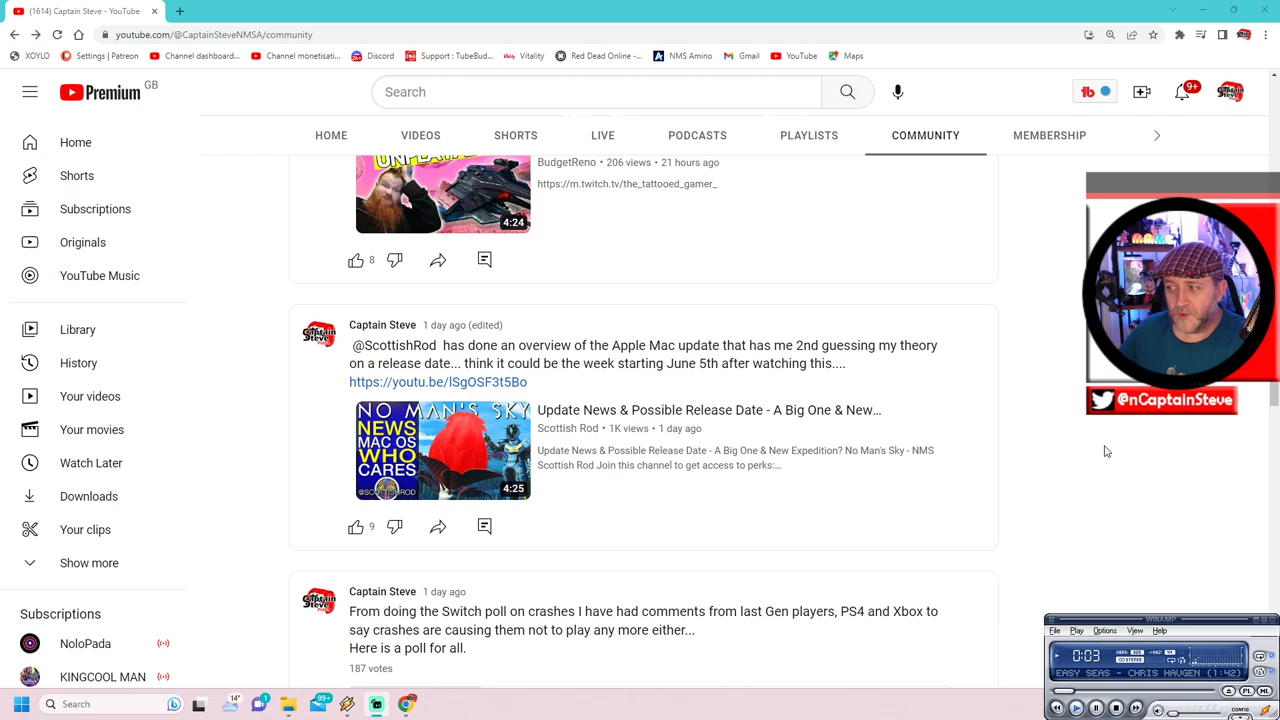 (1614) Captain Steve - YouTube
youtube.com/@CaptainSteveNMSA/community
XOYLO
Settings | Patreon
Channel dashboard...
Channel monetisati...
Discord
Support : TubeBud...
Vitality
Red Dead Online -...
NMS Amino
Gmail
YouTube
Maps
Premium GB
Search
9+
HOME
VIDEOS
SHORTS
LIVE
PODCASTS
PLAYLISTS
COMMUNITY
MEMBERSHIP
Home
Shorts
Subscriptions
Originals
YouTube Music
Library
History
Your videos
Your movies
Watch Later
Downloads
Your clips
Show more
Subscriptions
NoloPada
KINGCOOL MAN
UNPLAYABLE
4:24
BudgetReno • 206 views • 21 hours ago
https://m.twitch.tv/the_tattooed_gamer_
8
Captain Steve 1 day ago (edited)
@ScottishRod has done an overview of the Apple Mac update that has me 2nd guessing my theory
on a release date... think it could be the week starting June 5th after watching this....
https://youtu.be/lSgOSF3t5Bo
NO MAN'S SKY
NEWS
MAC OS
WHO
CARES
@SCOTTISHROD
4:25
Update News & Possible Release Date - A Big One & New...
Scottish Rod • 1K views • 1 day ago
Update News & Possible Release Date - A Big One & New Expedition? No Man's Sky - NMS
Scottish Rod Join this channel to get access to perks:...
9
Captain Steve 1 day ago
From doing the Switch poll on crashes I have had comments from last Gen players, PS4 and Xbox to
say crashes are causing them not to play any more either...
Here is a poll for all.
187 votes
@nCaptainSteve
WINAMP
File Play Options View Help
0:03
EASY SEAS - CHRIS HAUGEN (1:42)
PL ML
CONFIG
Search
14°
1
99+